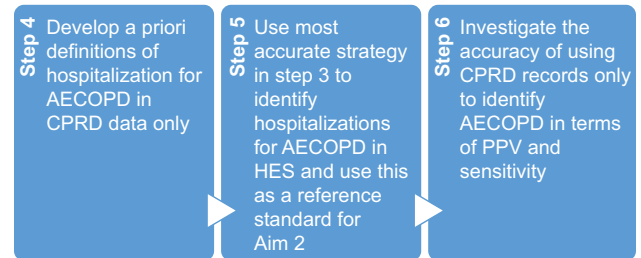 Step 4
Develop a priori
definitions of
hospitalization for
AECOPD in
CPRD data only
Step 5
Use most
accurate strategy
in step 3 to
identify
hospitalizations
for AECOPD in
HES and use this
as a reference
standard for
Aim 2
Step 6
Investigate the
accuracy of using
CPRD records only
to identify
AECOPD in terms
of PPV and
sensitivity